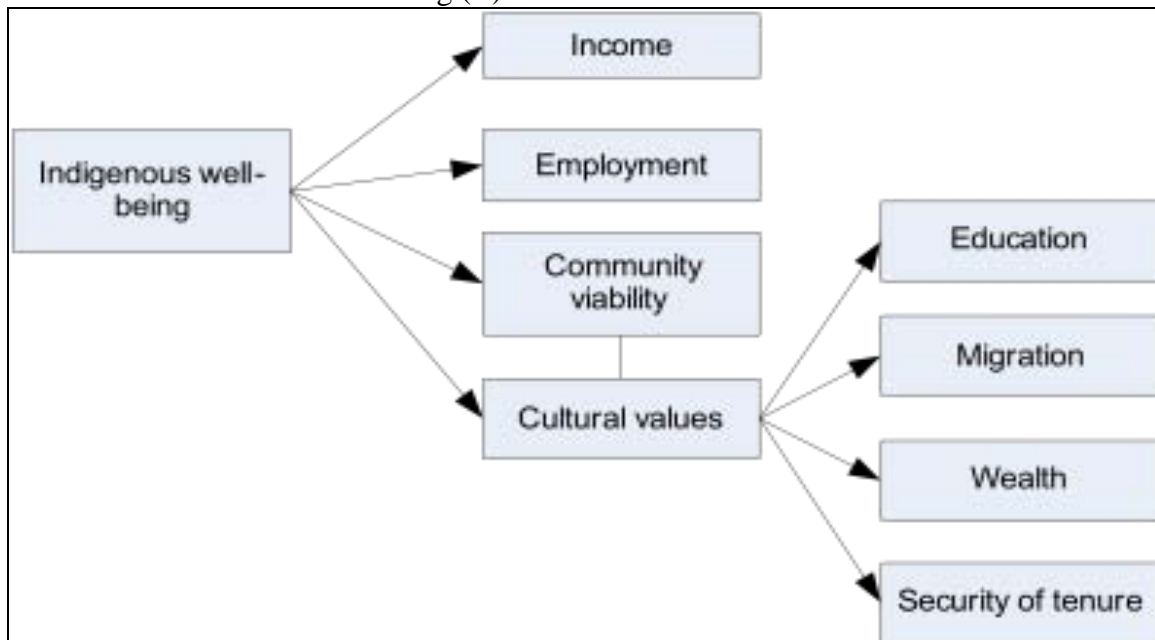 Income
Indigenous well-
being
Employment
Community
viability
Cultural values
Education
Migration
Wealth
Security of tenure